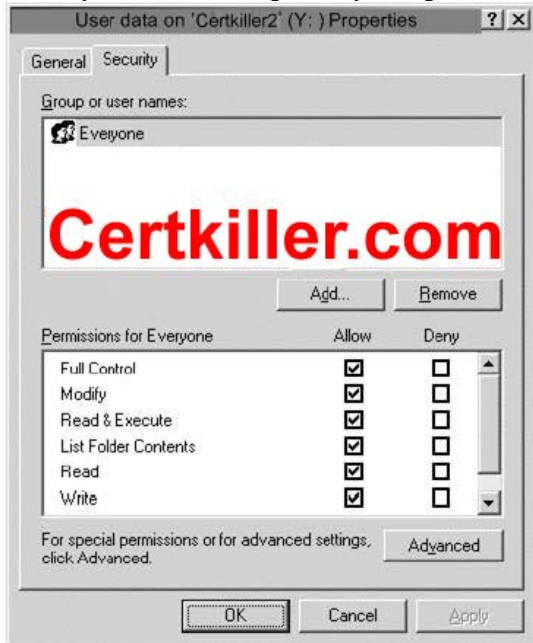 User data on 'Certkiller2' (Y: ) Properties
General Security
Group or user names:
Everyone
Certkiller.com
Add... Remove
Permissions for Everyone Allow Deny
Full Control
Modify
Read & Execute
List Folder Contents
Read
Write
For special permissions or for advanced settings,
click Advanced.
Advanced
OK Cancel Apply